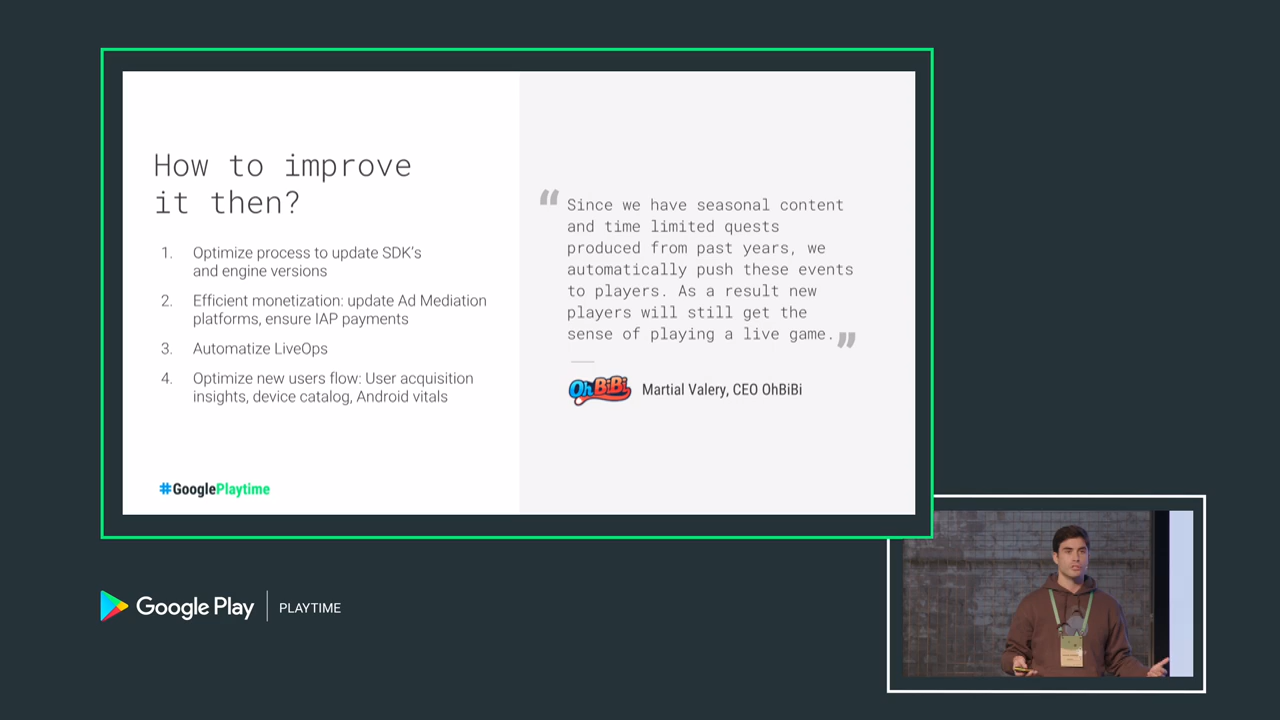 How to improve
it then?
1. Optimize process to update SDK's
and engine versions
2. Efficient monetization: update Ad Mediation
platforms, ensure IAP payments
3. Automatize LiveOps
4. Optimize new users flow: User acquisition
insights, device catalog, Android vitals
#GooglePlaytime
“ Since we have seasonal content
and time limited quests
produced from past years, we
automatically push these events
to players. As a result new
players will still get the
sense of playing a live game. ”
Oh BiBi Martial Valery, CEO OhBiBi
Google Play | PLAYTIME